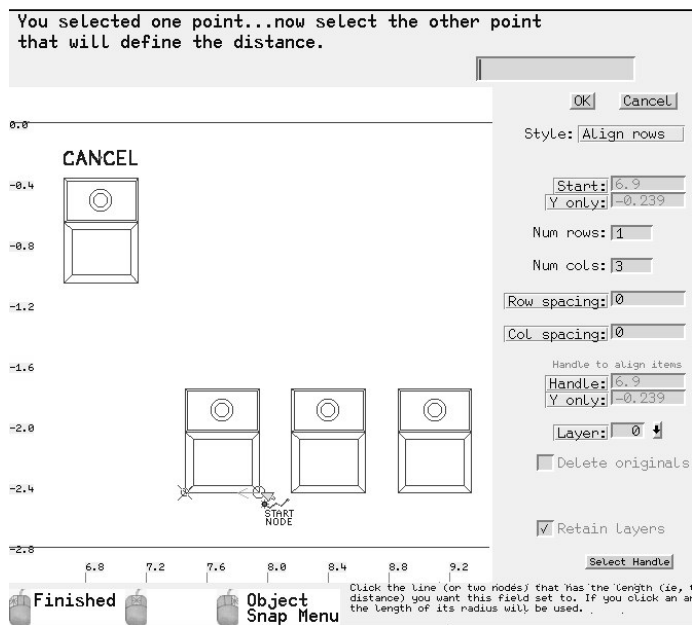 You selected one point...now select the other point
that will define the distance.
OK Cancel
Style: Align rows
0.0
CANCEL
-0.4
Start: 6.9
Y only: -0.239
Num rows: 1
-0.8
Num cols: 3
-1.2
Row spacing: 0
Col spacing: 0
-1.6
Handle to align items
Handle: 6.9
Y only: -0.239
-2.0
Layer: 0
Delete originals
-2.4
START
NODE
Retain layers
-2.8
Select Handle
6.8 7.2 7.6 8.0 8.4 8.8 9.2
Finished
Object
Snap Menu
Click the line (or two nodes) that has the length (ie, t
distance) you want this field set to. If you click an ar
the length of its radius will be used.